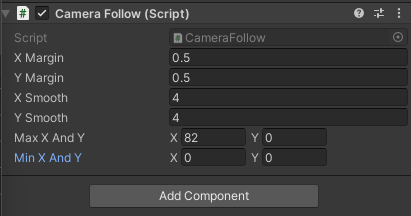 # Camera Follow (Script)
Script # CameraFollow
X Margin 0.5
Y Margin 0.5
X Smooth 4
Y Smooth 4
Max X And Y X 82 Y 0
Min X And Y X 0 Y 0
Add Component